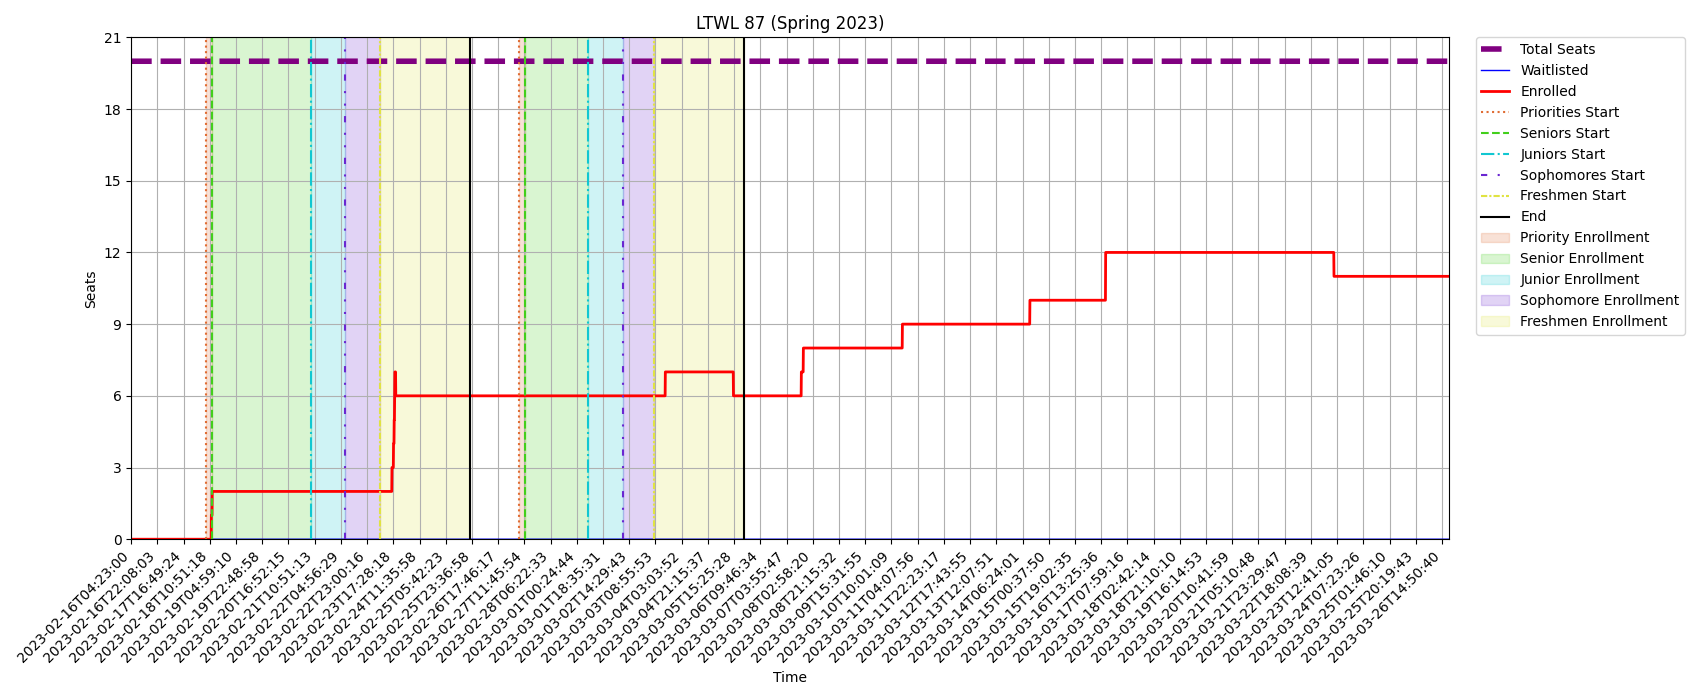 LTWL 87 (Spring 2023)
21
18
15
12
9
6
3
0
Seats
2023-02-16T04:23:00
2023-02-16T22:08:03
2023-02-17T16:49:24
2023-02-18T10:51:18
2023-02-19T04:59:10
2023-02-19T22:48:58
2023-02-20T16:52:15
2023-02-21T10:51:13
2023-02-22T04:56:29
2023-02-22T23:00:16
2023-02-23T17:28:18
2023-02-24T11:35:58
2023-02-25T05:42:23
2023-02-25T23:36:58
2023-02-26T17:46:17
2023-02-27T11:45:54
2023-02-28T06:22:33
2023-03-01T00:24:44
2023-03-01T18:35:31
2023-03-02T14:29:43
2023-03-03T08:55:53
2023-03-04T03:03:52
2023-03-04T21:15:37
2023-03-05T15:25:28
2023-03-06T09:46:34
2023-03-07T03:55:47
2023-03-08T02:58:20
2023-03-08T21:15:32
2023-03-09T15:31:55
2023-03-10T10:01:09
2023-03-11T04:07:56
2023-03-11T22:23:17
2023-03-12T17:43:55
2023-03-13T12:07:51
2023-03-14T06:24:01
2023-03-15T00:37:50
2023-03-15T19:02:35
2023-03-16T13:25:36
2023-03-17T07:59:16
2023-03-18T02:42:14
2023-03-18T21:10:10
2023-03-19T16:14:53
2023-03-20T10:41:59
2023-03-21T05:10:48
2023-03-21T23:29:47
2023-03-22T18:08:39
2023-03-23T12:41:05
2023-03-24T07:23:26
2023-03-25T01:46:10
2023-03-25T20:19:43
2023-03-26T14:50:40
Time
Total Seats
Waitlisted
Enrolled
Priorities Start
Seniors Start
Juniors Start
Sophomores Start
Freshmen Start
End
Priority Enrollment
Senior Enrollment
Junior Enrollment
Sophomore Enrollment
Freshmen Enrollment